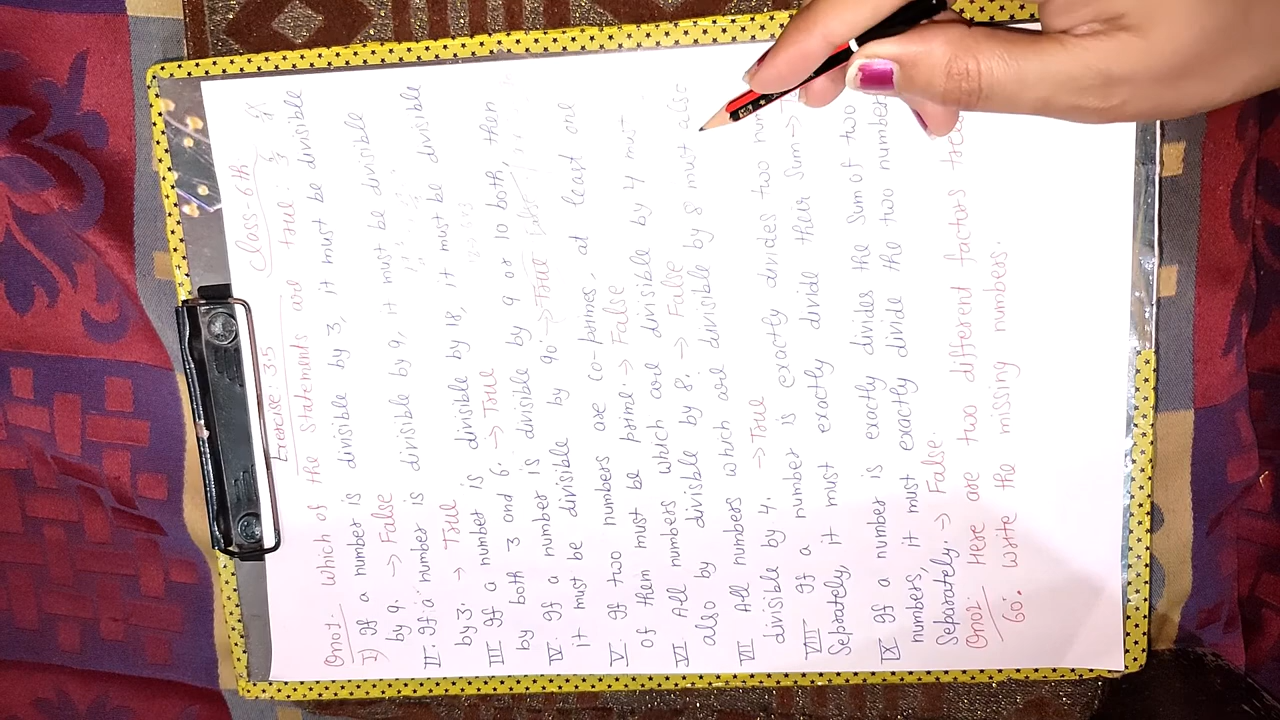 Class-6th
Exercise: 3.5
Qno1. Which of the statements are true:
I) If a number is divisible by 3, it must be divisible
by 9. → False
II. If a number is divisible by 9, it must be divisible
by 3. → True
III If a number is divisible by 18, it must be divisible
by both 3 and 6. → True
IV. If a number is divisible by 9 or 10 both, then
it must be divisible by 90. → True
V. If two numbers are co-primes, at least one
of them must be prime. → False
VI All numbers which are divisible by 4 must
also by divisble by 8. → False
VII All numbers which are divisible by 8 must also
divisible by 4. → True
VIII If a number is exactly divides two
Seprately, it must exactly divide their Sum →
IX If a number is exactly divides the Sum of two
numbers, it must exactly divide the two numbers
Separately. → False.
Qno2. Here are two different factors
60. Write the missing numbers.